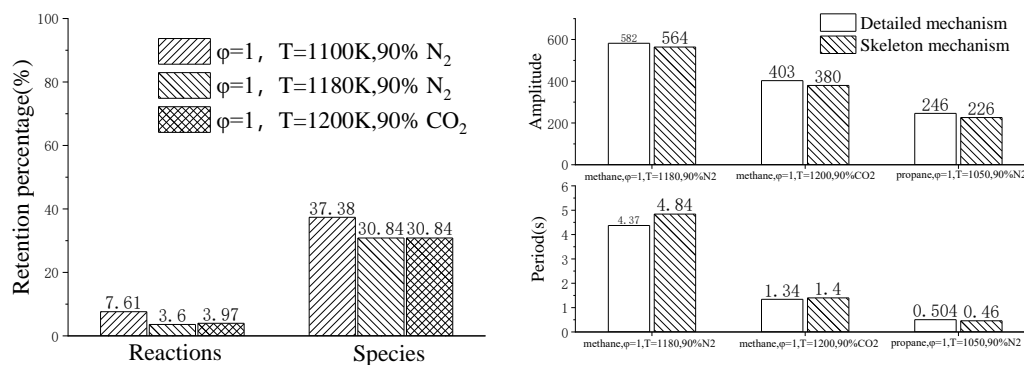 Retention percentage(%)
100
80
60
40
20
0
φ=1, T=1100K,90% N2
φ=1, T=1180K,90% N2
φ=1, T=1200K,90% CO2
7.61
3.6
3.97
37.38
30.84
30.84
Reactions
Species
Amplitude
600
400
200
0
Detailed mechanism
Skeleton mechanism
582
564
403
380
246
226
methane,φ=1,T=1180,90%N2
methane,φ=1,T=1200,90%CO2
propane,φ=1,T=1050,90%N2
Period(s)
6
5
4
3
2
1
0
4.37
4.84
1.34
1.4
0.504
0.46
methane,φ=1,T=1180,90%N2
methane,φ=1,T=1200,90%CO2
propane,φ=1,T=1050,90%N2